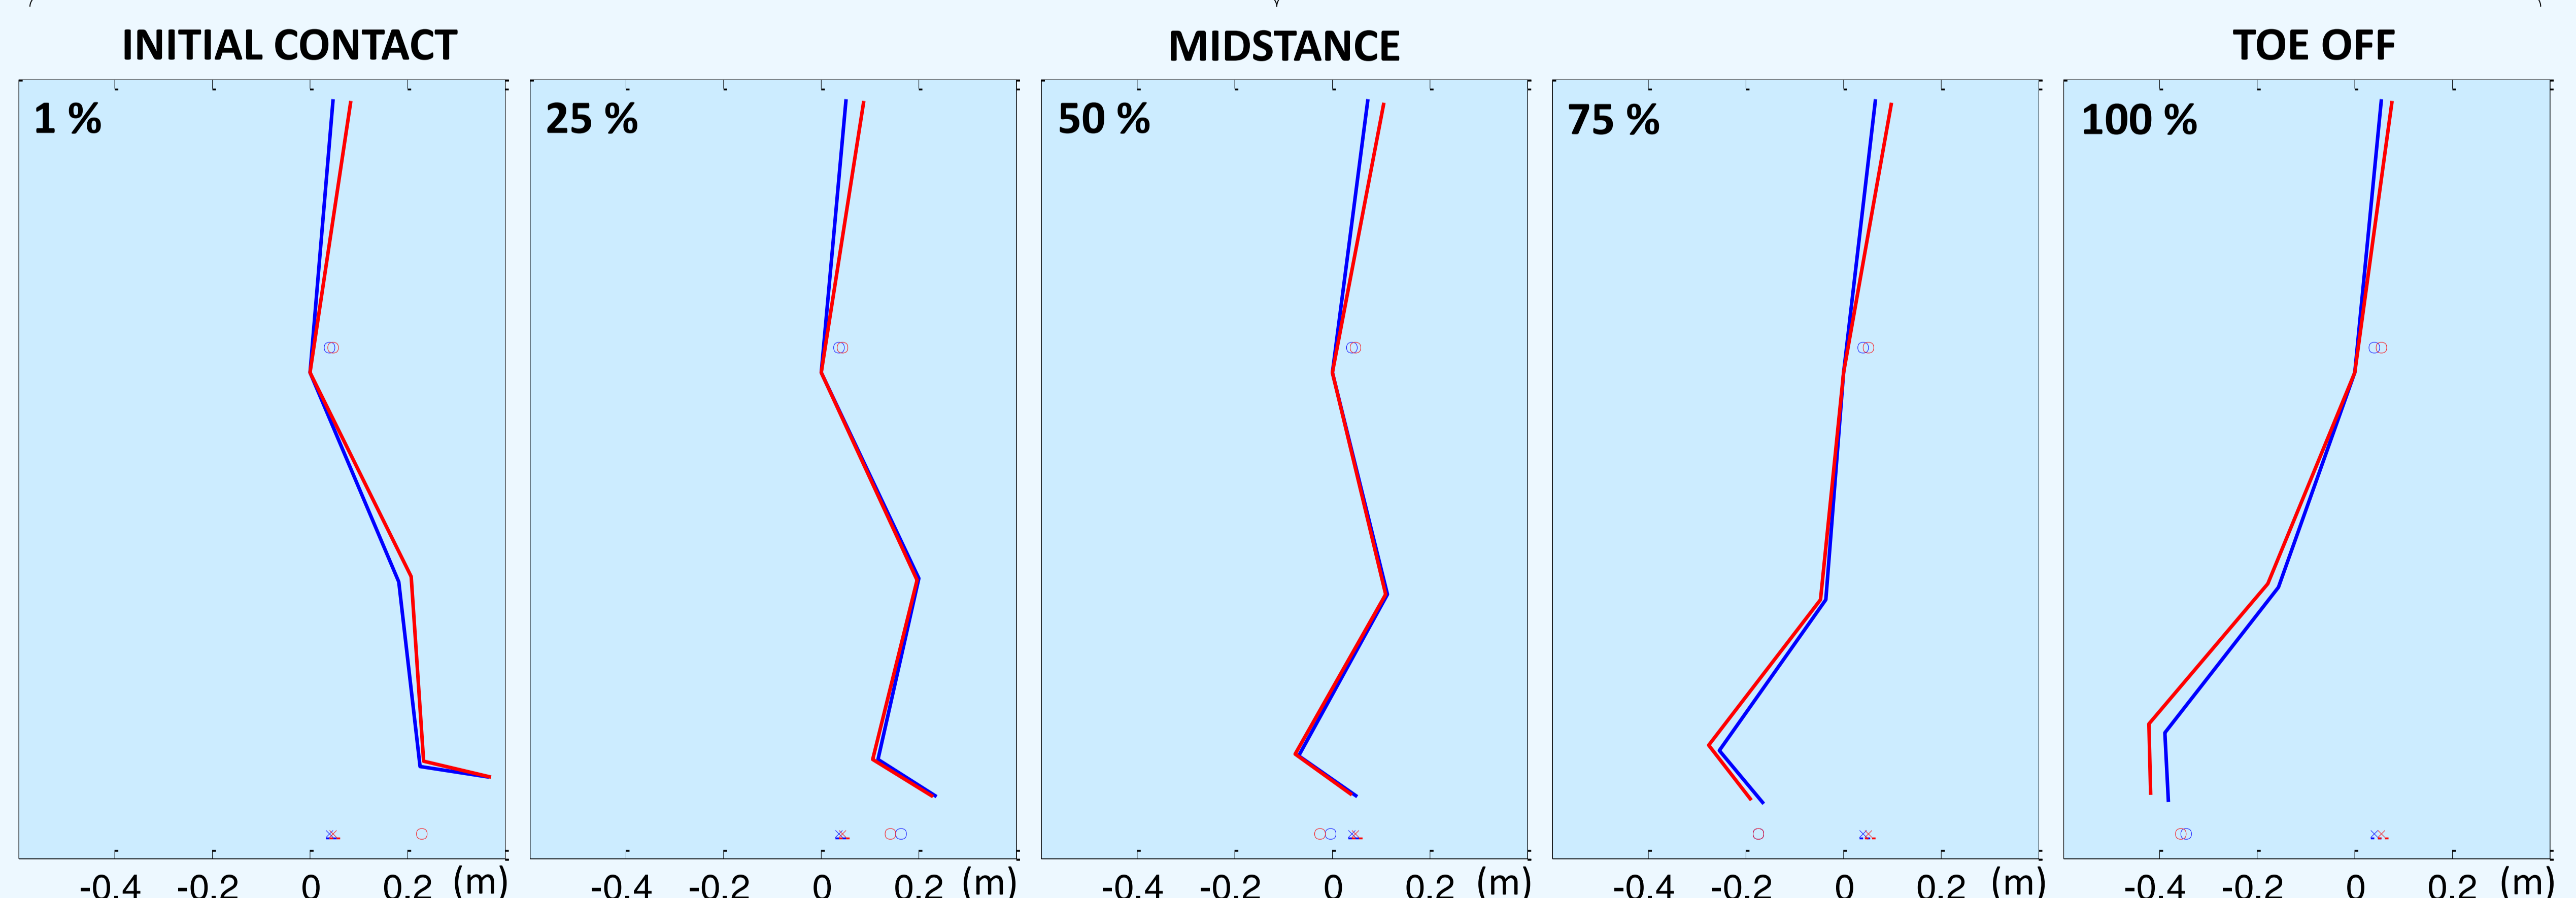 INITIAL CONTACT MIDSTANCE TOE OFF
1 % 25 % 50 % 75 % 100 %
-0.4 -0.2 0 0.2 (m) -0.4 -0.2 0 0.2 (m) -0.4 -0.2 0 0.2 (m) -0.4 -0.2 0 0.2 (m) -0.4 -0.2 0 0.2 (m)